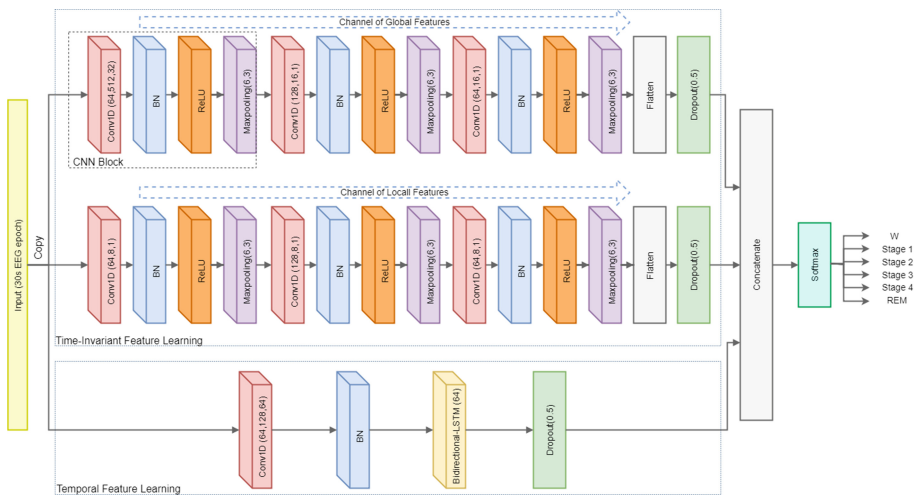 Input (30s EEG epoch)
Copy
Channel of Global Features
Conv1D (64,512,32)
BN
ReLU
Maxpooling(6,3)
Conv1D (128,16,1)
BN
ReLU
Maxpooling(6,3)
Conv1D (64,16,1)
BN
ReLU
Maxpooling(6,3)
Flatten
Dropout(0.5)
CNN Block
Channel of Locall Features
Conv1D (64,8,1)
BN
ReLU
Maxpooling(6,3)
Conv1D (128,8,1)
BN
ReLU
Maxpooling(6,3)
Conv1D (64,8,1)
BN
ReLU
Maxpooling(6,3)
Flatten
Dropout(0.5)
Time-Invariant Feature Learning
Conv1D (64,128,64)
BN
Bidirectional-LSTM (64)
Dropout(0.5)
Temporal Feature Learning
Concatenate
Softmax
W
Stage 1
Stage 2
Stage 3
Stage 4
REM